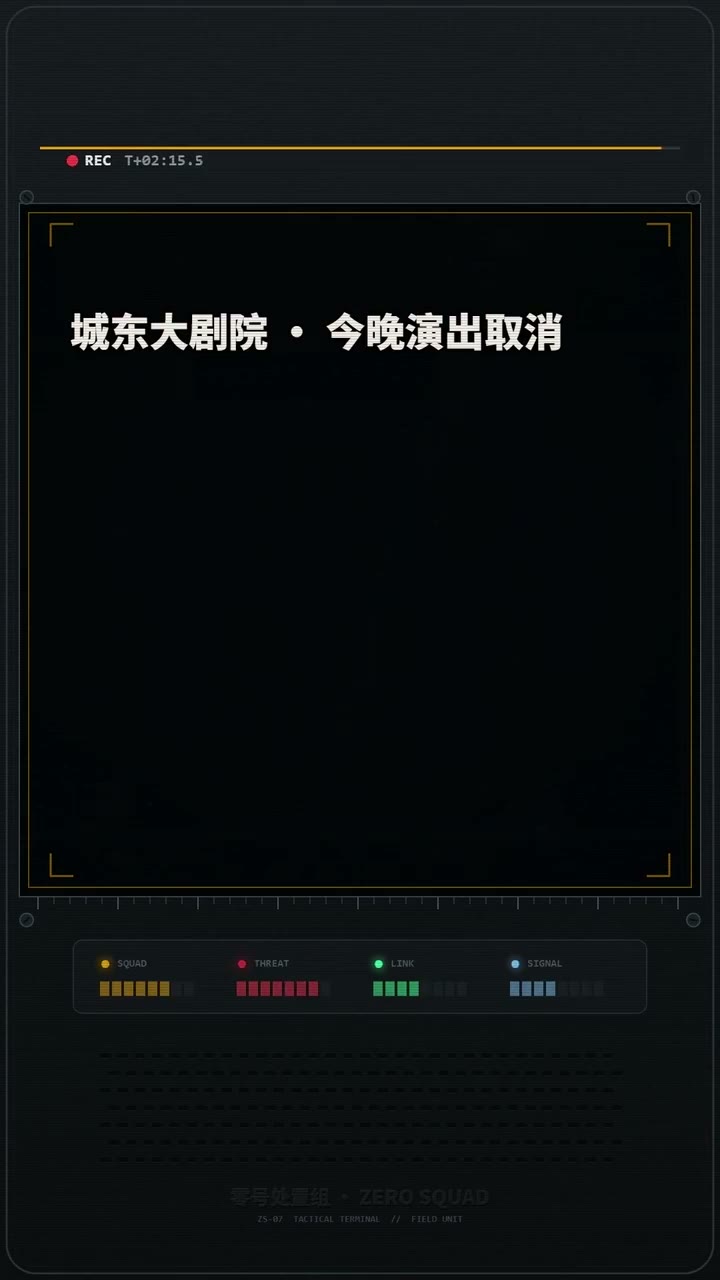 REC T+02:15.5
城东大剧院 · 今晚演出取消
SQUAD THREAT LINK SIGNAL
零号处置组 · ZERO SQUAD
ZS-07 TACTICAL TERMINAL // FIELD UNIT